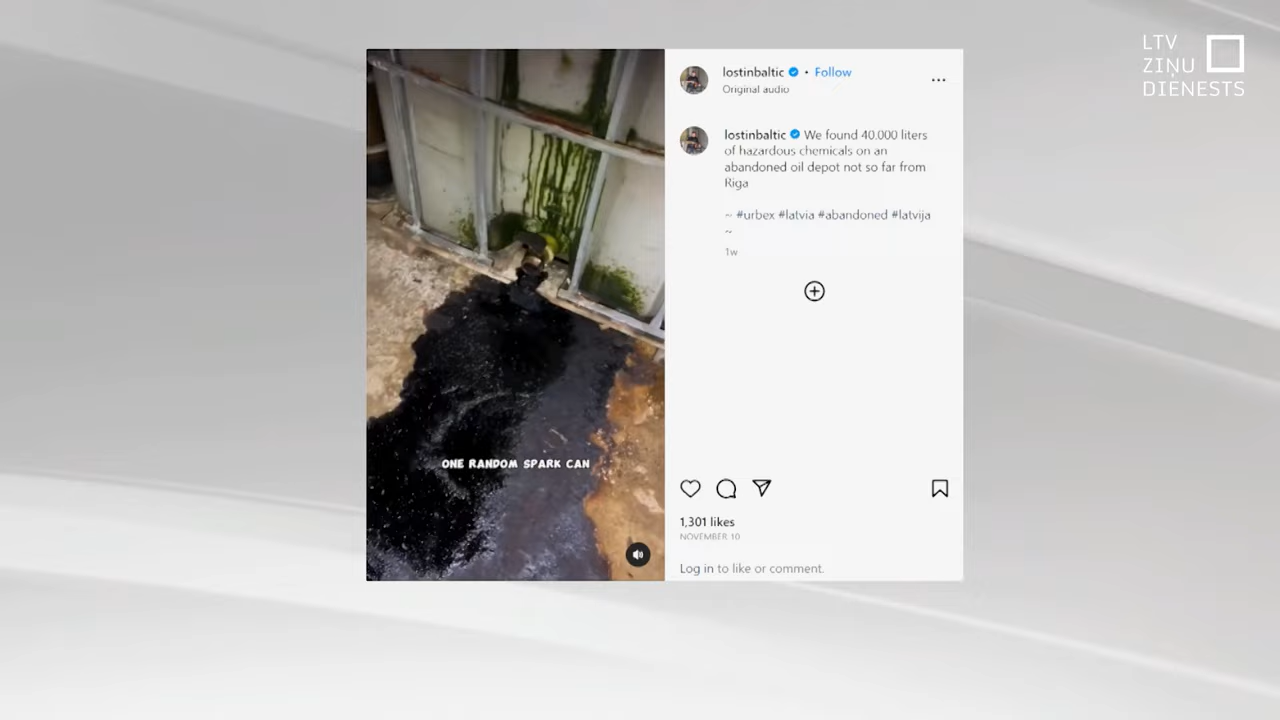 LTV
ZIŅU
DIENESTS
lostinbaltic • Follow
Original audio
lostinbaltic We found 40.000 liters
of hazardous chemicals on an
abandoned oil depot not so far from
Riga
~ #urbex #latvia #abandoned #latvija
~
1w
ONE RANDOM SPARK CAN
1,301 likes
NOVEMBER 10
Log in to like or comment.